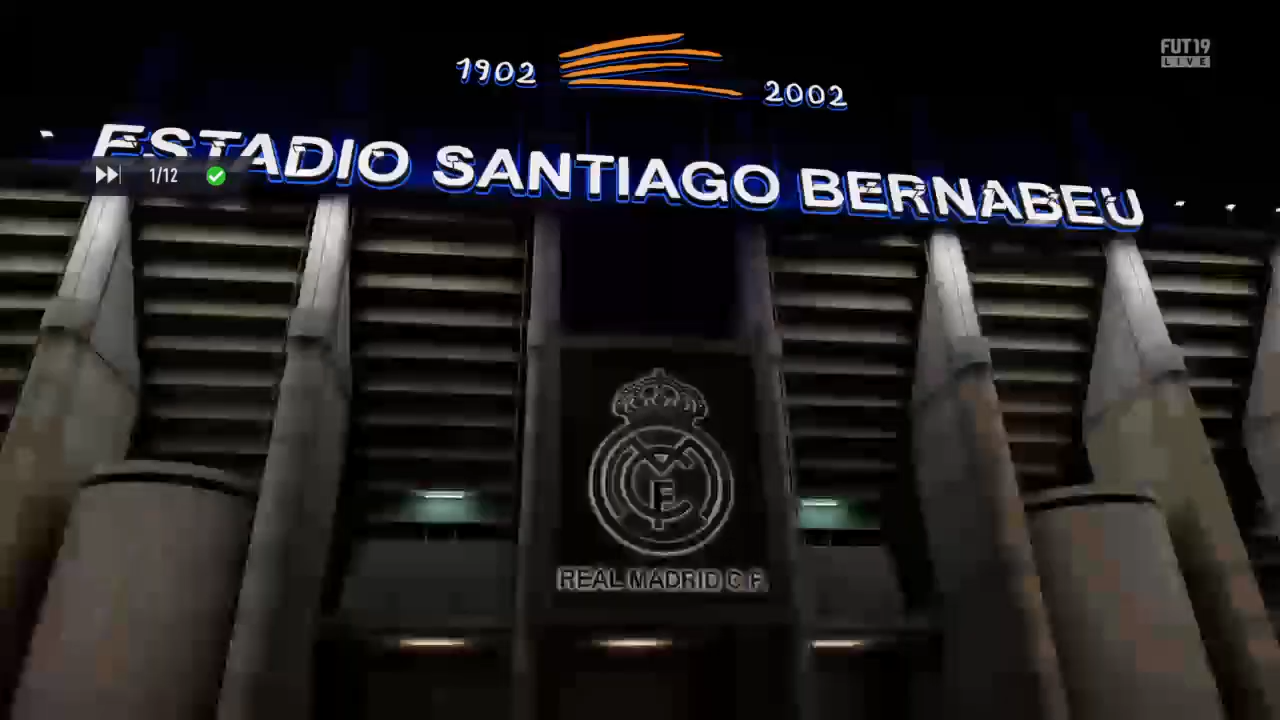 1902 2002
FUT19
LIVE
ESTADIO SANTIAGO BERNABEU
1/12
REAL MADRID C.F.